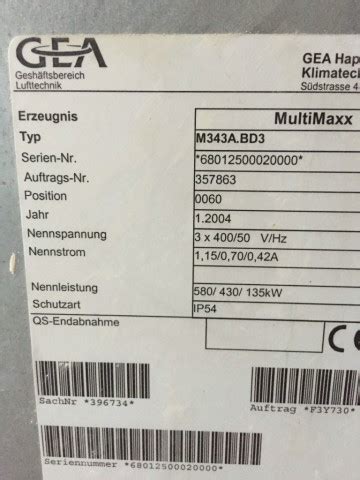 GEA
Geshäftsbereich
Lufttechnik
GEA Hap
Klimatec
Südstrasse 4
Erzeugnis MultiMaxx
Typ M343A.BD3
Serien-Nr. *68012500020000*
Auftrags-Nr. 357863
Position 0060
Jahr 1.2004
Nennspannung 3 x 400/50 V/Hz
Nennstrom 1,15/0,70/0,42A
Nennleistung 580/ 430/ 135kW
Schutzart IP54
QS-Endabnahme
CE
SachNr *396734*
Auftrag *F3Y730*
Seriennummer *68012500020000*